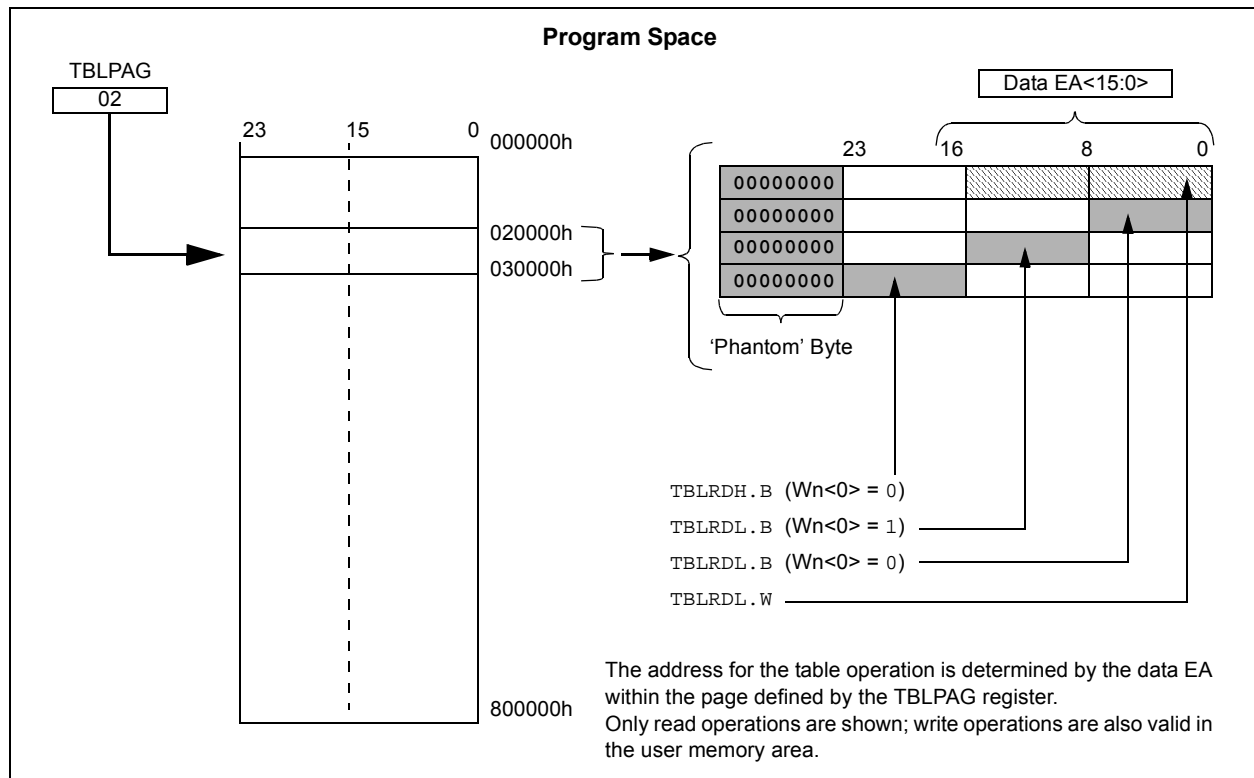 Program Space
TBLPAG
02
23 15 0
000000h
020000h
030000h
800000h
Data EA<15:0>
23 16 8 0
00000000
00000000
00000000
00000000
‘Phantom’ Byte
TBLRDH.B (Wn<0> = 0)
TBLRDL.B (Wn<0> = 1)
TBLRDL.B (Wn<0> = 0)
TBLRDL.W
The address for the table operation is determined by the data EA
within the page defined by the TBLPAG register.
Only read operations are shown; write operations are also valid in
the user memory area.